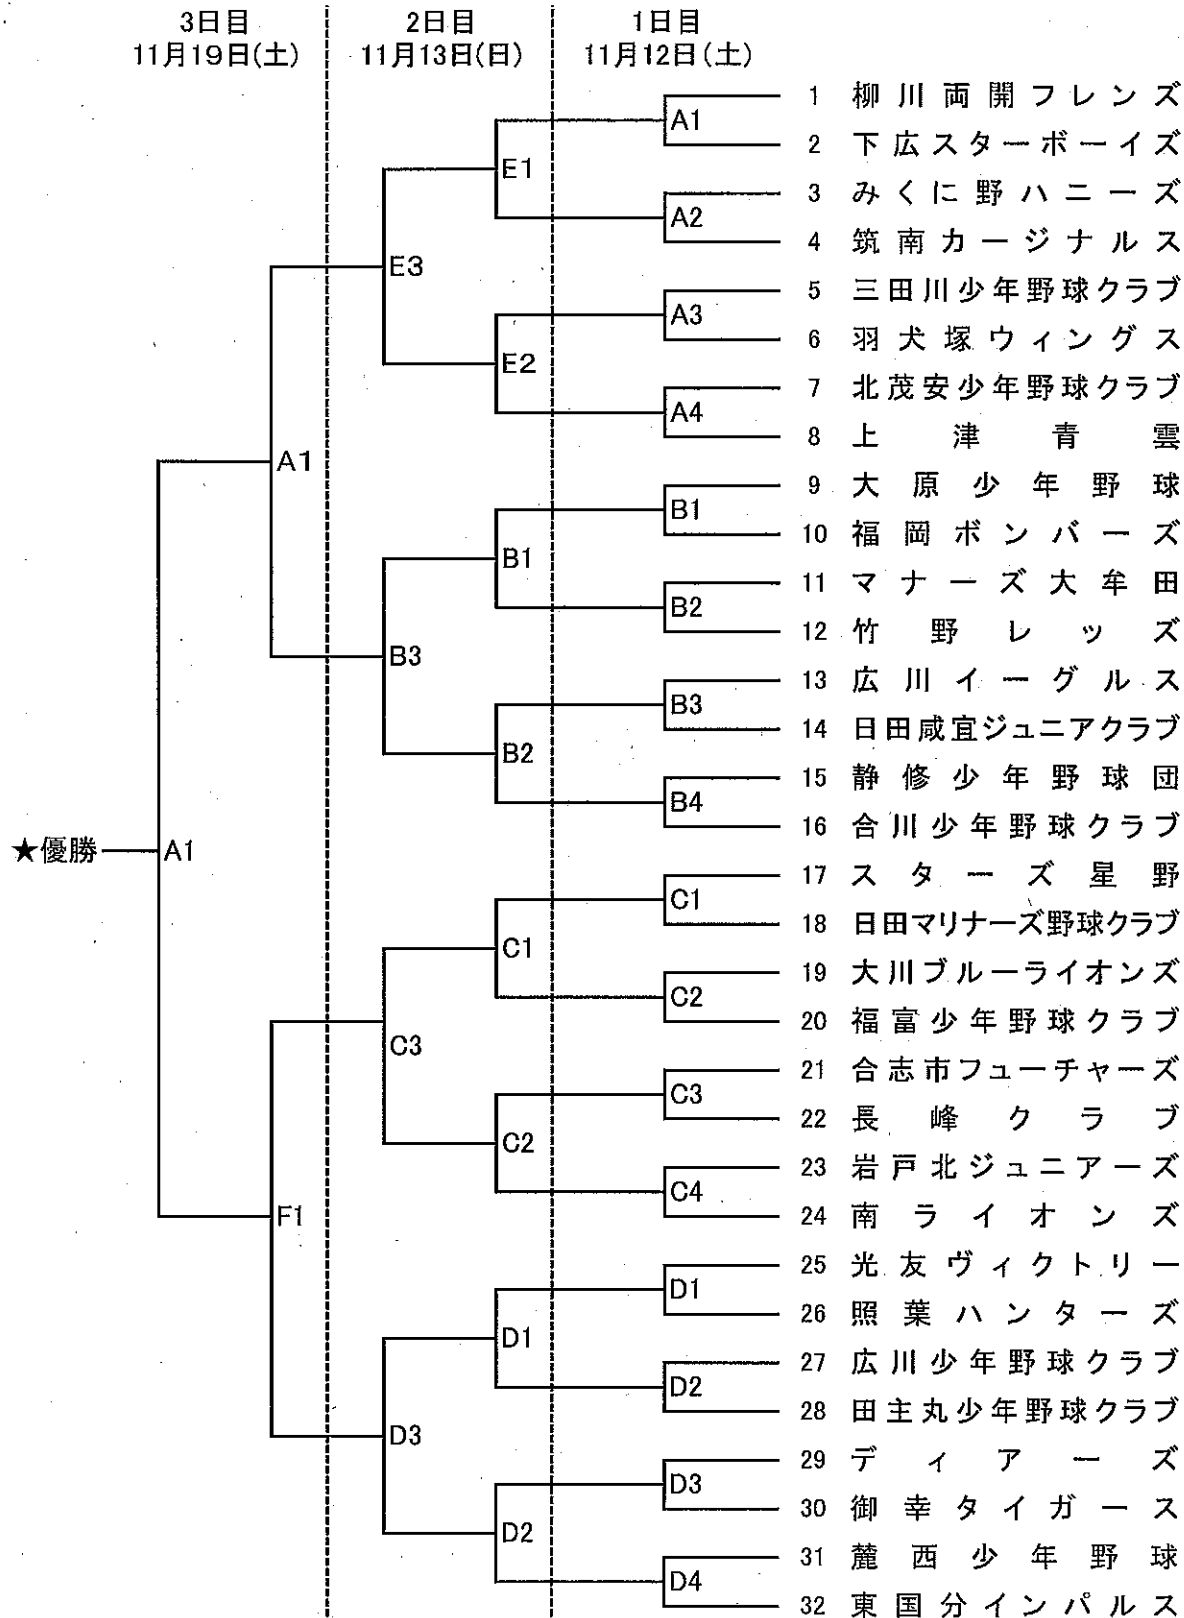 3日目 2日目 1日目
11月19日(土) 11月13日(日) 11月12日(土)
1 柳川両開フレンズ
A1
2 下広スターボーイズ
E1
3 みくに野ハニーズ
A2
4 筑南カージナルス
E3
5 三田川少年野球クラブ
A3
6 羽犬塚ウィングス
E2
7 北茂安少年野球クラブ
A4
8 上津青雲
A1
9 大原少年野球
B1
10 福岡ボンバーズ
B1
11 マナーズ大牟田
B2
12 竹野レッズ
B3
13 広川イーグルス
B3
14 日田咸宜ジュニアクラブ
B2
15 静修少年野球団
B4
16 合川少年野球クラブ
★優勝 A1
17 スターズ星野
C1
18 日田マリナーズ野球クラブ
C1
19 大川ブルーライオンズ
C2
20 福富少年野球クラブ
C3
21 合志市フューチャーズ
C3
22 長峰クラブ
C2
23 岩戸北ジュニアーズ
C4
24 南ライオンズ
F1
25 光友ヴィクトリー
D1
26 照葉ハンターズ
D1
27 広川少年野球クラブ
D2
28 田主丸少年野球クラブ
D3
29 ディアーズ
D3
30 御幸タイガース
D2
31 麓西少年野球
D4
32 東国分インパルス